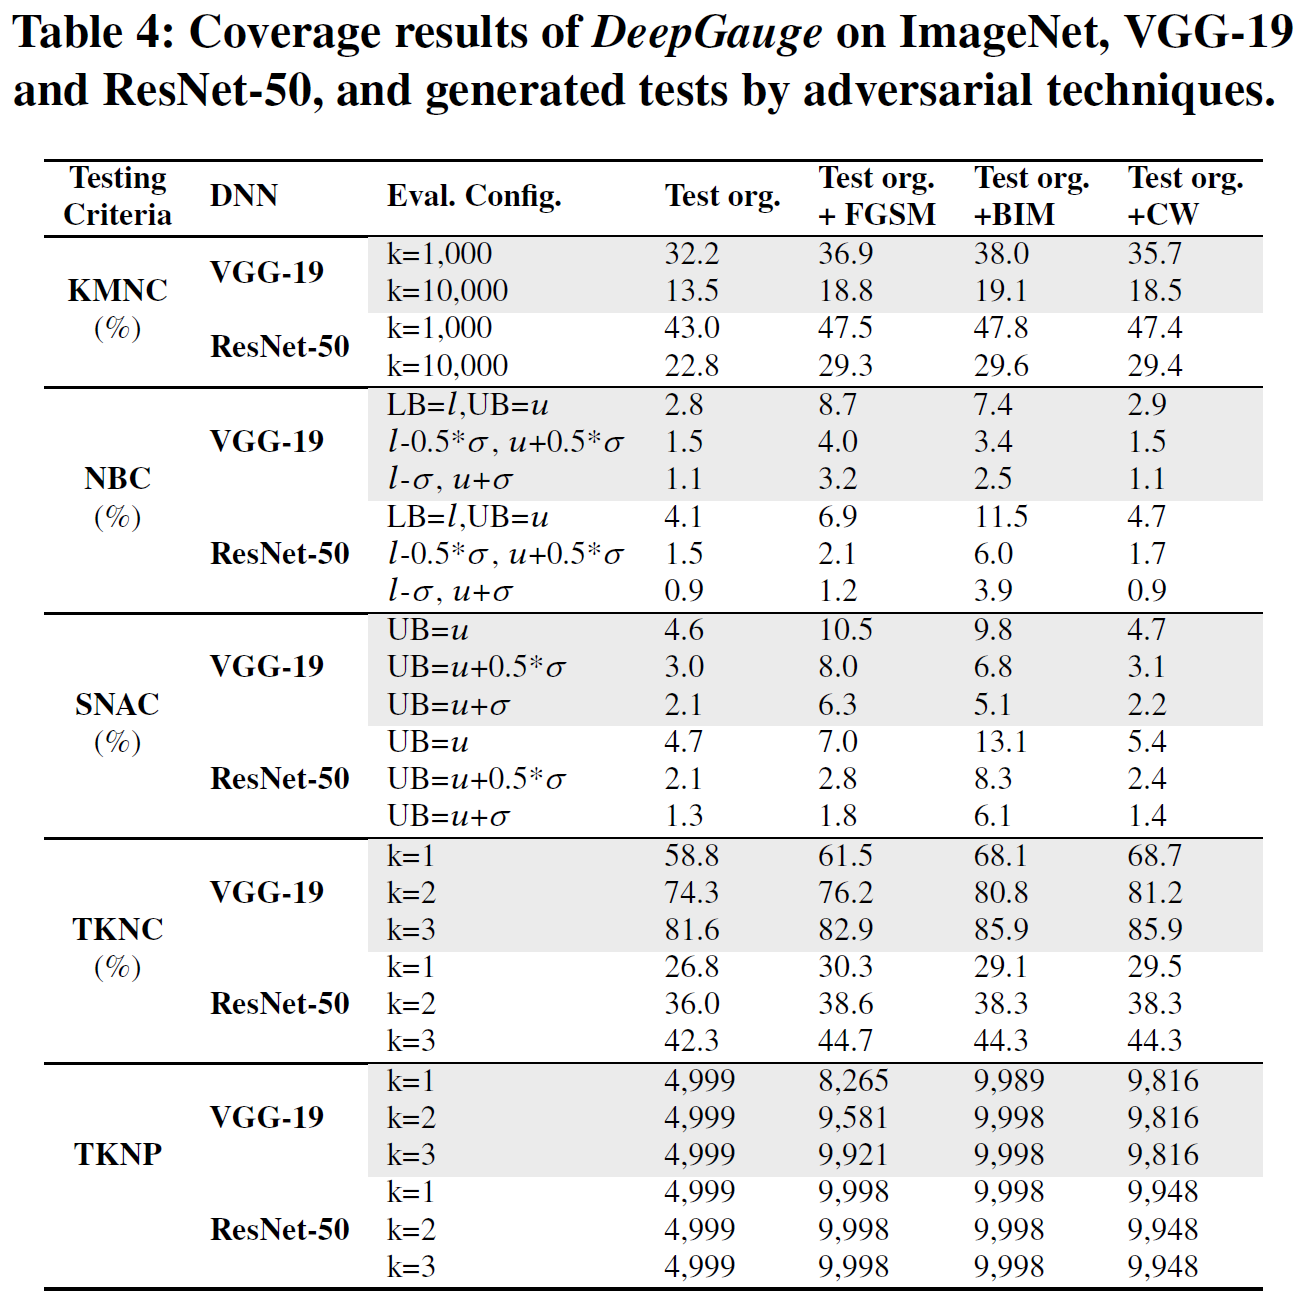 Table 4: Coverage results of DeepGauge on ImageNet, VGG-19
and ResNet-50, and generated tests by adversarial techniques.
Testing Criteria DNN Eval. Config. Test org. Test org. + FGSM Test org. +BIM Test org. +CW
KMNC (%)
VGG-19
k=1,000 32.2 36.9 38.0 35.7
k=10,000 13.5 18.8 19.1 18.5
ResNet-50
k=1,000 43.0 47.5 47.8 47.4
k=10,000 22.8 29.3 29.6 29.4
NBC (%)
VGG-19
LB=l,UB=u 2.8 8.7 7.4 2.9
l-0.5*σ, u+0.5*σ 1.5 4.0 3.4 1.5
l-σ, u+σ 1.1 3.2 2.5 1.1
ResNet-50
LB=l,UB=u 4.1 6.9 11.5 4.7
l-0.5*σ, u+0.5*σ 1.5 2.1 6.0 1.7
l-σ, u+σ 0.9 1.2 3.9 0.9
SNAC (%)
VGG-19
UB=u 4.6 10.5 9.8 4.7
UB=u+0.5*σ 3.0 8.0 6.8 3.1
UB=u+σ 2.1 6.3 5.1 2.2
ResNet-50
UB=u 4.7 7.0 13.1 5.4
UB=u+0.5*σ 2.1 2.8 8.3 2.4
UB=u+σ 1.3 1.8 6.1 1.4
TKNC (%)
VGG-19
k=1 58.8 61.5 68.1 68.7
k=2 74.3 76.2 80.8 81.2
k=3 81.6 82.9 85.9 85.9
ResNet-50
k=1 26.8 30.3 29.1 29.5
k=2 36.0 38.6 38.3 38.3
k=3 42.3 44.7 44.3 44.3
TKNP
VGG-19
k=1 4,999 8,265 9,989 9,816
k=2 4,999 9,581 9,998 9,816
k=3 4,999 9,921 9,998 9,816
ResNet-50
k=1 4,999 9,998 9,998 9,948
k=2 4,999 9,998 9,998 9,948
k=3 4,999 9,998 9,998 9,948